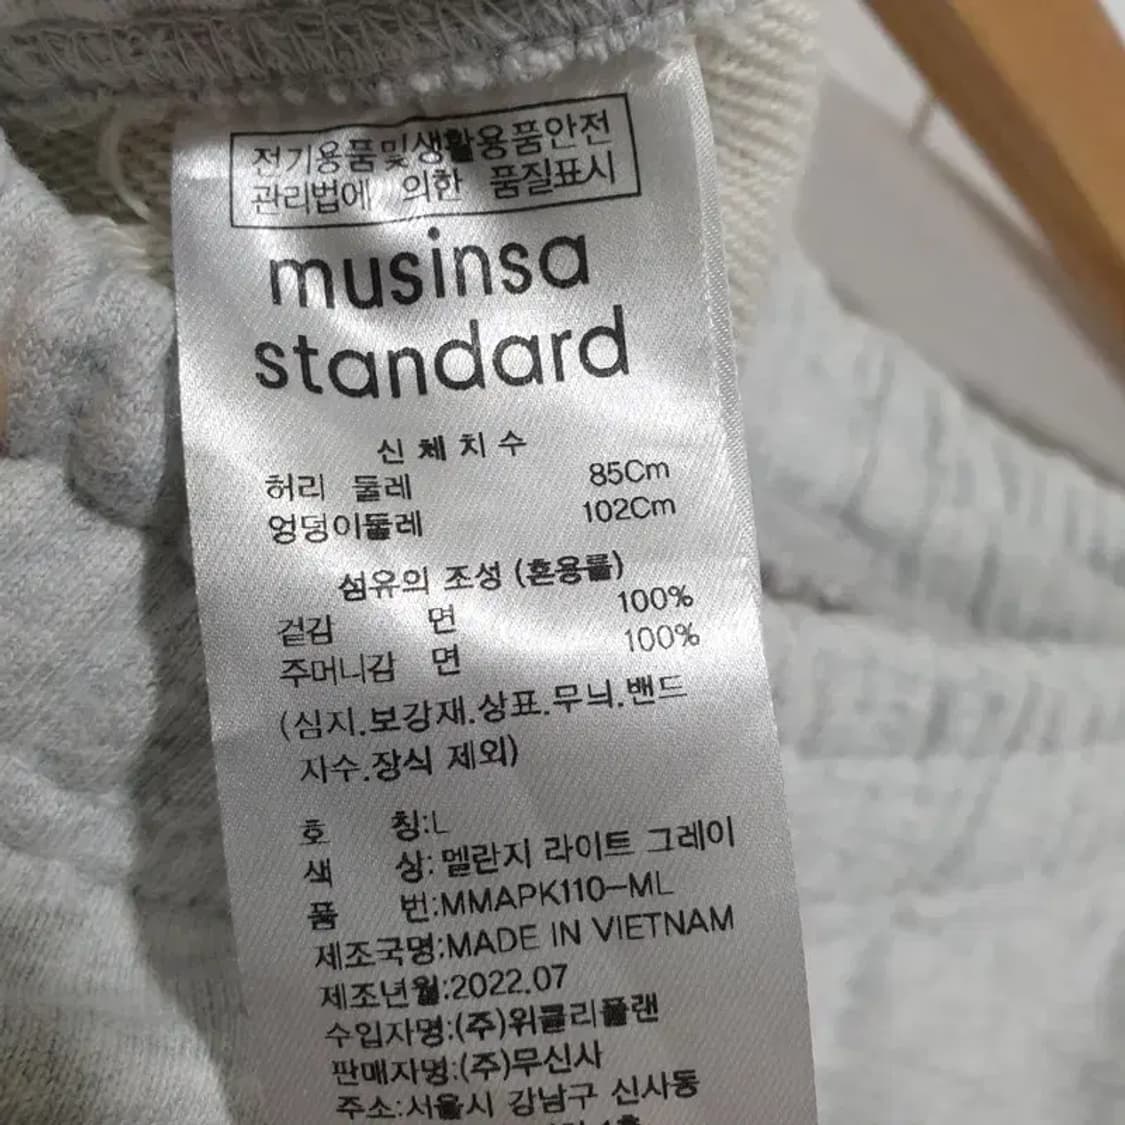 전기용품및생활용품안전
관리법에 의한 품질표시
musinsa
standard
신체치수
허리 둘레 85Cm
엉덩이둘레 102Cm
섬유의 조성 (혼용률)
겉감 면 100%
주머니감 면 100%
(심지.보강재.상표.무늬.밴드
자수.장식 제외)
호 칭:L
색 상: 멜란지 라이트 그레이
품 번:MMAPK110-ML
제조국명:MADE IN VIETNAM
제조년월:2022.07
수입자명:(주)위클리플랜
판매자명:(주)무신사
주소:서울시 강남구 신사동